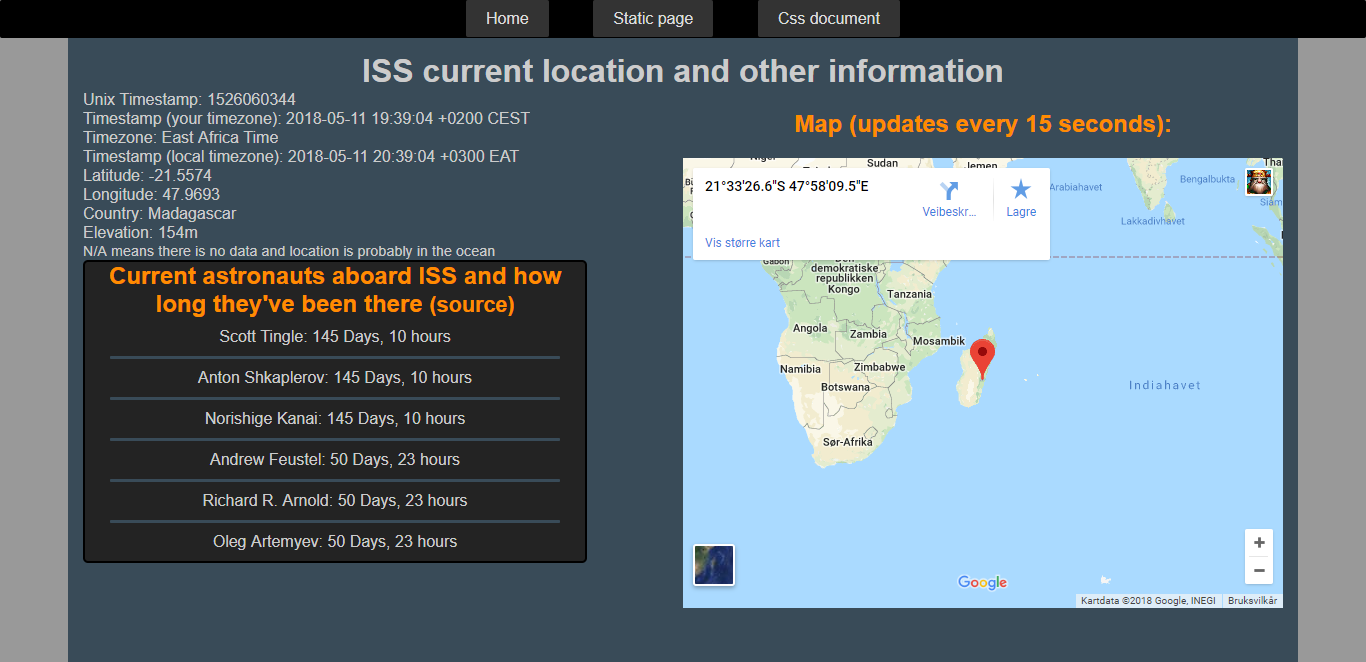 Home
Static page
Css document
ISS current location and other information
Unix Timestamp: 1526060344
Timestamp (your timezone): 2018-05-11 19:39:04 +0200 CEST
Timezone: East Africa Time
Timestamp (local timezone): 2018-05-11 20:39:04 +0300 EAT
Latitude: -21.5574
Longitude: 47.9693
Country: Madagascar
Elevation: 154m
N/A means there is no data and location is probably in the ocean
Current astronauts aboard ISS and how
long they've been there (source)
Scott Tingle: 145 Days, 10 hours
Anton Shkaplerov: 145 Days, 10 hours
Norishige Kanai: 145 Days, 10 hours
Andrew Feustel: 50 Days, 23 hours
Richard R. Arnold: 50 Days, 23 hours
Oleg Artemyev: 50 Days, 23 hours
Map (updates every 15 seconds):
Sudan
21°33'26.6"S 47°58'09.5"E
Veibeskr...
Lagre
Vis større kart
Arabiahavet
Bengalbukta
Lakkadivhavet
demokratiske
republikken
Kongo
Tanzania
Angola
Zambia
Mosambik
Namibia
Zimbabwe
Botswana
Sør-Afrika
Indiahavet
+
−
Google
Kartdata ©2018 Google, INEGI
Bruksvilkår